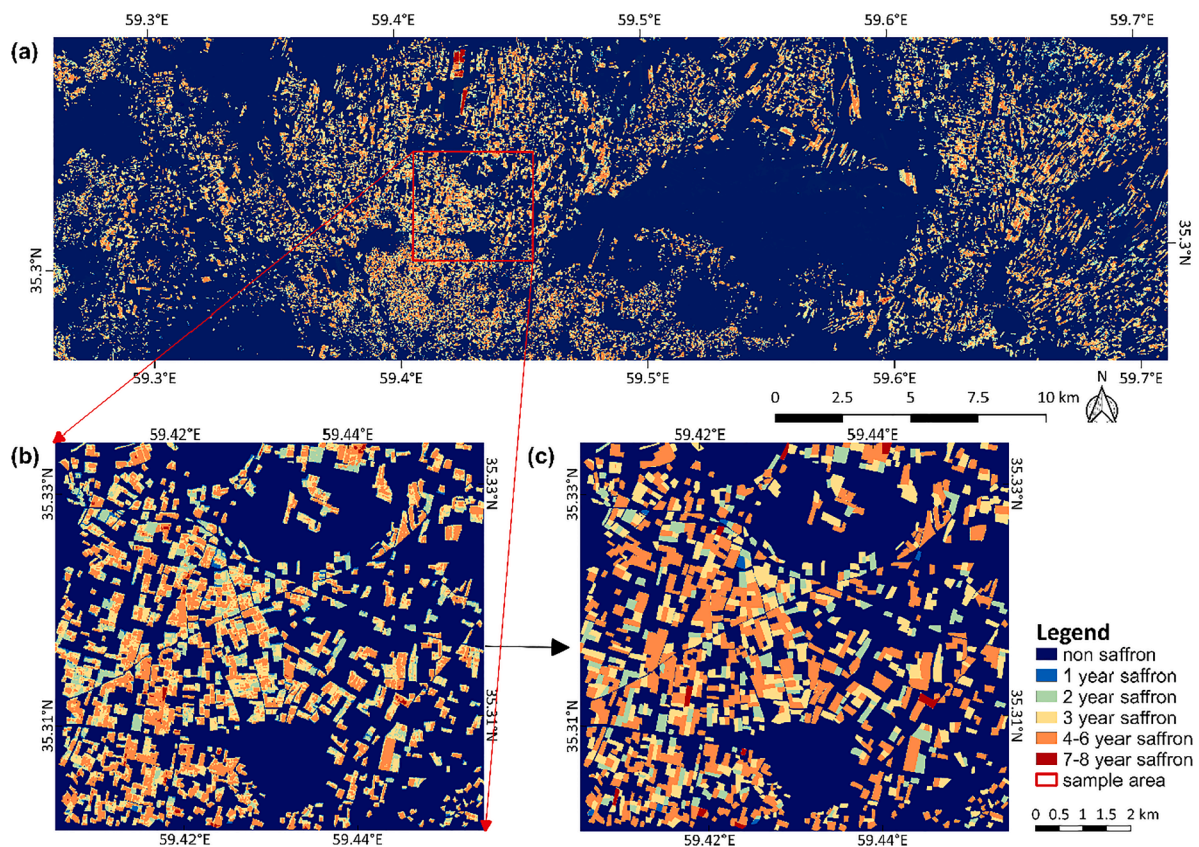 59.3°E 59.4°E 59.5°E 59.6°E 59.7°E
(a)
35.3°N
35.3°N
59.3°E 59.4°E 59.5°E 59.6°E 59.7°E
0 2.5 5 7.5 10 km
N
(b)
59.42°E 59.44°E
35.33°N
35.33°N
35.31°N
35.31°N
59.42°E 59.44°E
(c)
59.42°E 59.44°E
35.33°N
35.33°N
35.31°N
35.31°N
59.42°E 59.44°E
Legend
non saffron
1 year saffron
2 year saffron
3 year saffron
4-6 year saffron
7-8 year saffron
sample area
0 0.5 1 1.5 2 km